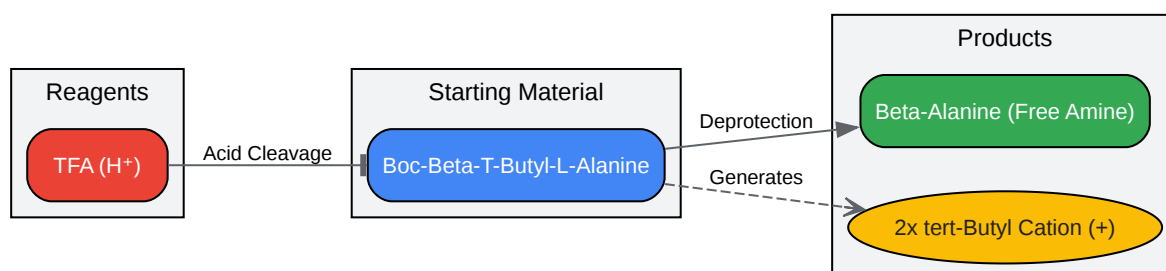 Reagents
TFA (H⁺)
Acid Cleavage
Starting Material
Boc-Beta-T-Butyl-L-Alanine
Deprotection
Generates
Products
Beta-Alanine (Free Amine)
2x tert-Butyl Cation (+)